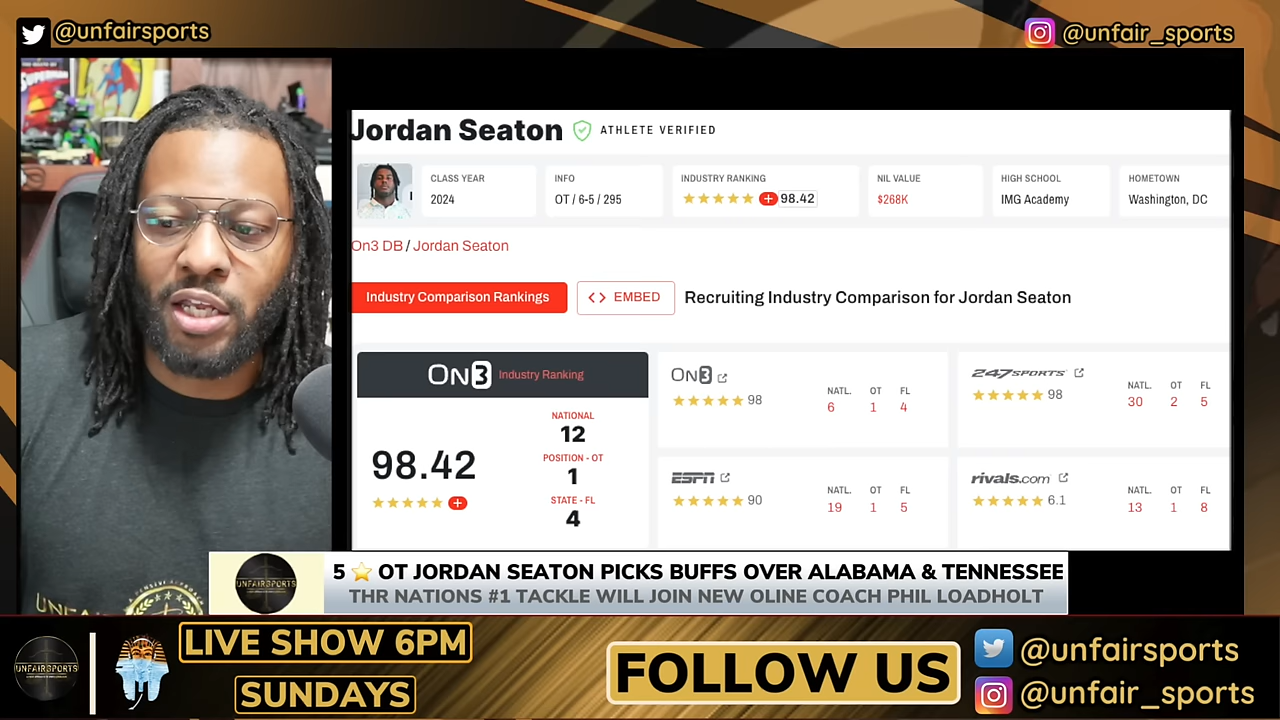 @unfairsports
@unfair_sports
SUPERMAN
Jordan Seaton
ATHLETE VERIFIED
CLASS YEAR
2024
INFO
OT / 6-5 / 295
INDUSTRY RANKING
98.42
NIL VALUE
$268K
HIGH SCHOOL
IMG Academy
HOMETOWN
Washington, DC
On3 DB / Jordan Seaton
Industry Comparison Rankings
<> EMBED
Recruiting Industry Comparison for Jordan Seaton
ON3 Industry Ranking
98.42
NATIONAL
12
POSITION - OT
1
STATE - FL
4
ON3
98
NATL. OT FL
6 1 4
247SPORTS
98
NATL. OT FL
30 2 5
ESPN
90
NATL. OT FL
19 1 5
rivals.com
6.1
NATL. OT FL
13 1 8
UNFAIRSPORTS
5 ⭐ OT JORDAN SEATON PICKS BUFFS OVER ALABAMA & TENNESSEE
THR NATIONS #1 TACKLE WILL JOIN NEW OLINE COACH PHIL LOADHOLT
UNFAIRSPORTS
LIVE SHOW 6PM
SUNDAYS
FOLLOW US
@unfairsports
@unfair_sports